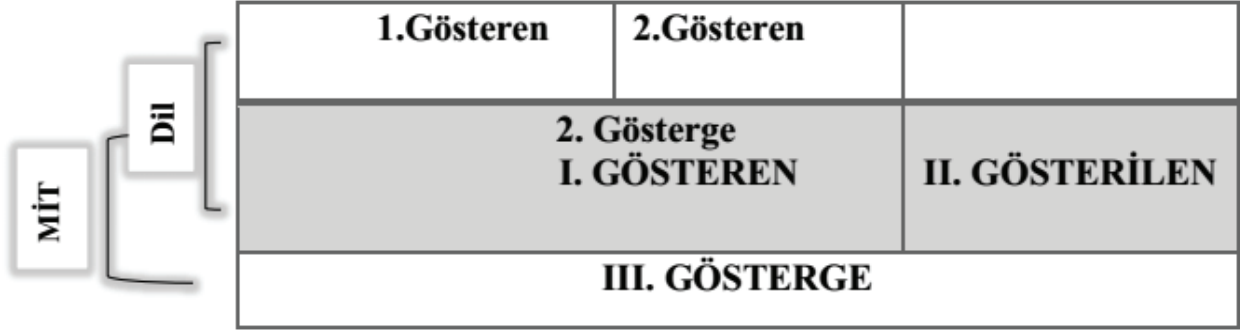 1.Gösteren
2.Gösteren
Dil
2. Gösterge
I. GÖSTEREN
II. GÖSTERİLEN
MİT
III. GÖSTERGE